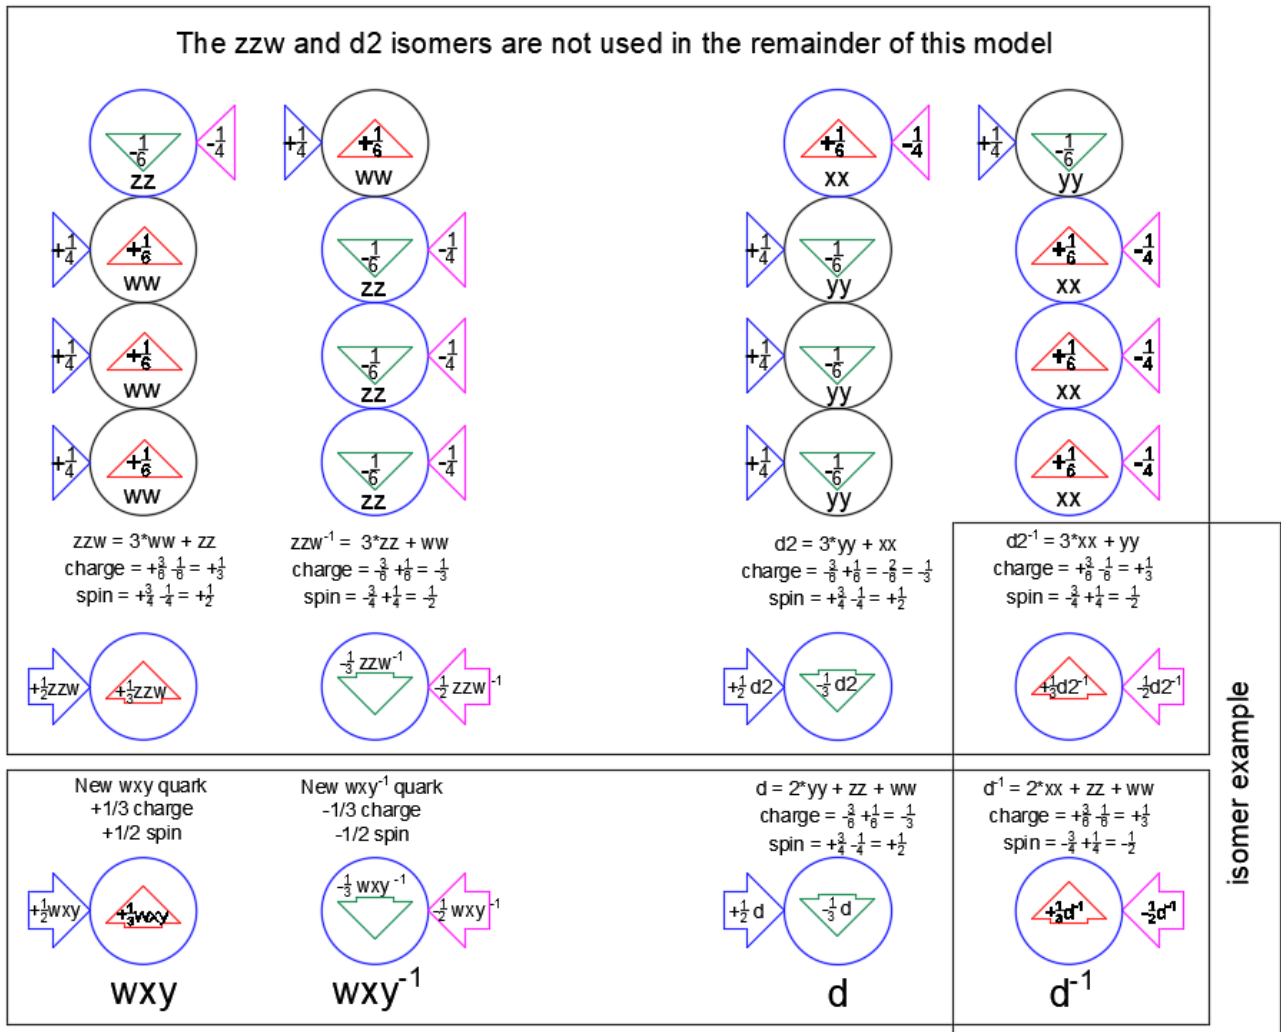 The zzw and d2 isomers are not used in the remainder of this model
-1/6 -1/4 +1/4 +1/6 +1/6 -1/4 +1/4 -1/6
zz ww xx yy
+1/4 +1/6 -1/6 -1/4 +1/4 -1/6 +1/6 -1/4
ww zz yy xx
+1/4 +1/6 -1/6 -1/4 +1/4 -1/6 +1/6 -1/4
ww zz yy xx
+1/4 +1/6 -1/6 -1/4 +1/4 -1/6 +1/6 -1/4
ww zz yy xx
zzw = 3*ww + zz
charge = +3/6 -1/6 = +1/3
spin = +3/4 -1/4 = +1/2
zzw⁻¹ = 3*zz + ww
charge = -3/6 +1/6 = -1/3
spin = -3/4 +1/4 = -1/2
d2 = 3*yy + xx
charge = -3/6 +1/6 = -2/6 = -1/3
spin = +3/4 -1/4 = +1/2
d2⁻¹ = 3*xx + yy
charge = +3/6 -1/6 = +1/3
spin = -3/4 +1/4 = -1/2
+1/2 zzw +1/3 zzw -1/3 zzw⁻¹ -1/2 zzw⁻¹ +1/2 d2 -1/3 d2 +1/3 d2⁻¹ -1/2 d2⁻¹
isomer example
New wxy quark
+1/3 charge
+1/2 spin
New wxy⁻¹ quark
-1/3 charge
-1/2 spin
d = 2*yy + zz + ww
charge = -3/6 +1/6 = -1/3
spin = +3/4 -1/4 = +1/2
d⁻¹ = 2*xx + zz + ww
charge = +3/6 -1/6 = +1/3
spin = -3/4 +1/4 = -1/2
+1/2 wxy +1/3 wxy -1/3 wxy⁻¹ -1/2 wxy⁻¹ +1/2 d -1/3 d +1/3 d⁻¹ -1/2 d⁻¹
wxy wxy⁻¹ d d⁻¹